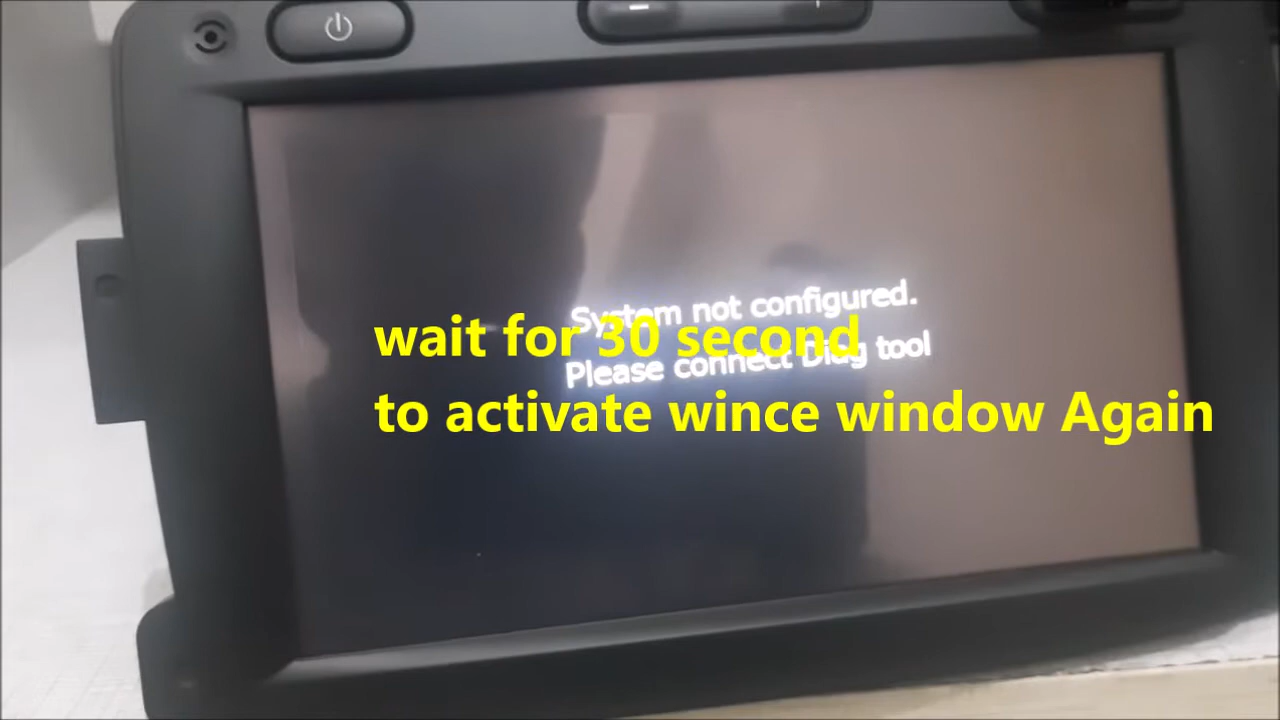 System not configured.
Please connect Diag tool
wait for 30 second
to activate wince window Again